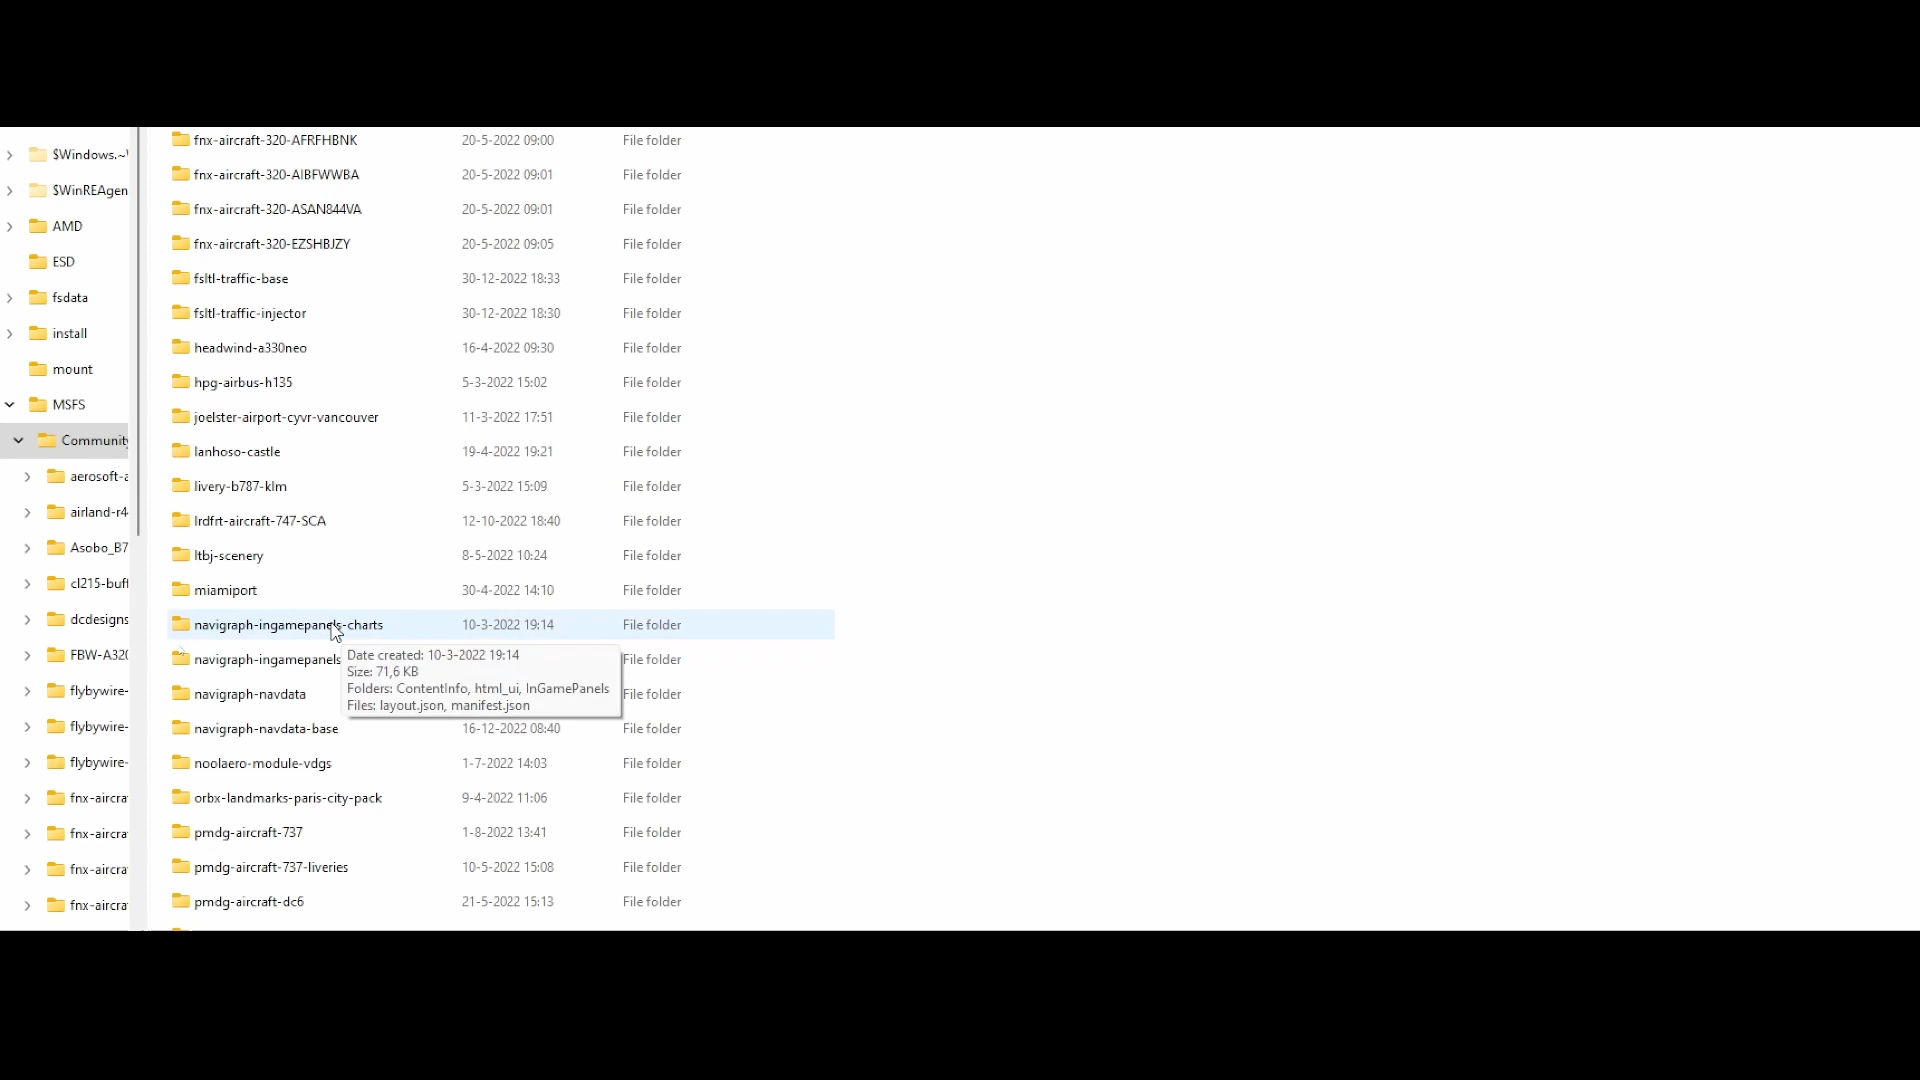 $Windows.~
$WinREAgen
AMD
ESD
fsdata
install
mount
MSFS
Community
aerosoft-a
airland-r4
Asobo_B7
cl215-buff
dcdesigns
FBW-A320
flybywire-
flybywire-
flybywire-
fnx-aircra
fnx-aircra
fnx-aircra
fnx-aircra
fnx-aircraft-320-AFRFHBNK 20-5-2022 09:00 File folder
fnx-aircraft-320-AIBFWWBA 20-5-2022 09:01 File folder
fnx-aircraft-320-ASAN844VA 20-5-2022 09:01 File folder
fnx-aircraft-320-EZSHBJZY 20-5-2022 09:05 File folder
fsltl-traffic-base 30-12-2022 18:33 File folder
fsltl-traffic-injector 30-12-2022 18:30 File folder
headwind-a330neo 16-4-2022 09:30 File folder
hpg-airbus-h135 5-3-2022 15:02 File folder
joelster-airport-cyvr-vancouver 11-3-2022 17:51 File folder
lanhoso-castle 19-4-2022 19:21 File folder
livery-b787-klm 5-3-2022 15:09 File folder
lrdfrt-aircraft-747-SCA 12-10-2022 18:40 File folder
ltbj-scenery 8-5-2022 10:24 File folder
miamiport 30-4-2022 14:10 File folder
navigraph-ingamepanels-charts 10-3-2022 19:14 File folder
navigraph-ingamepanels File folder
navigraph-navdata File folder
navigraph-navdata-base 16-12-2022 08:40 File folder
noolaero-module-vdgs 1-7-2022 14:03 File folder
orbx-landmarks-paris-city-pack 9-4-2022 11:06 File folder
pmdg-aircraft-737 1-8-2022 13:41 File folder
pmdg-aircraft-737-liveries 10-5-2022 15:08 File folder
pmdg-aircraft-dc6 21-5-2022 15:13 File folder
Date created: 10-3-2022 19:14
Size: 71,6 KB
Folders: ContentInfo, html_ui, InGamePanels
Files: layout.json, manifest.json